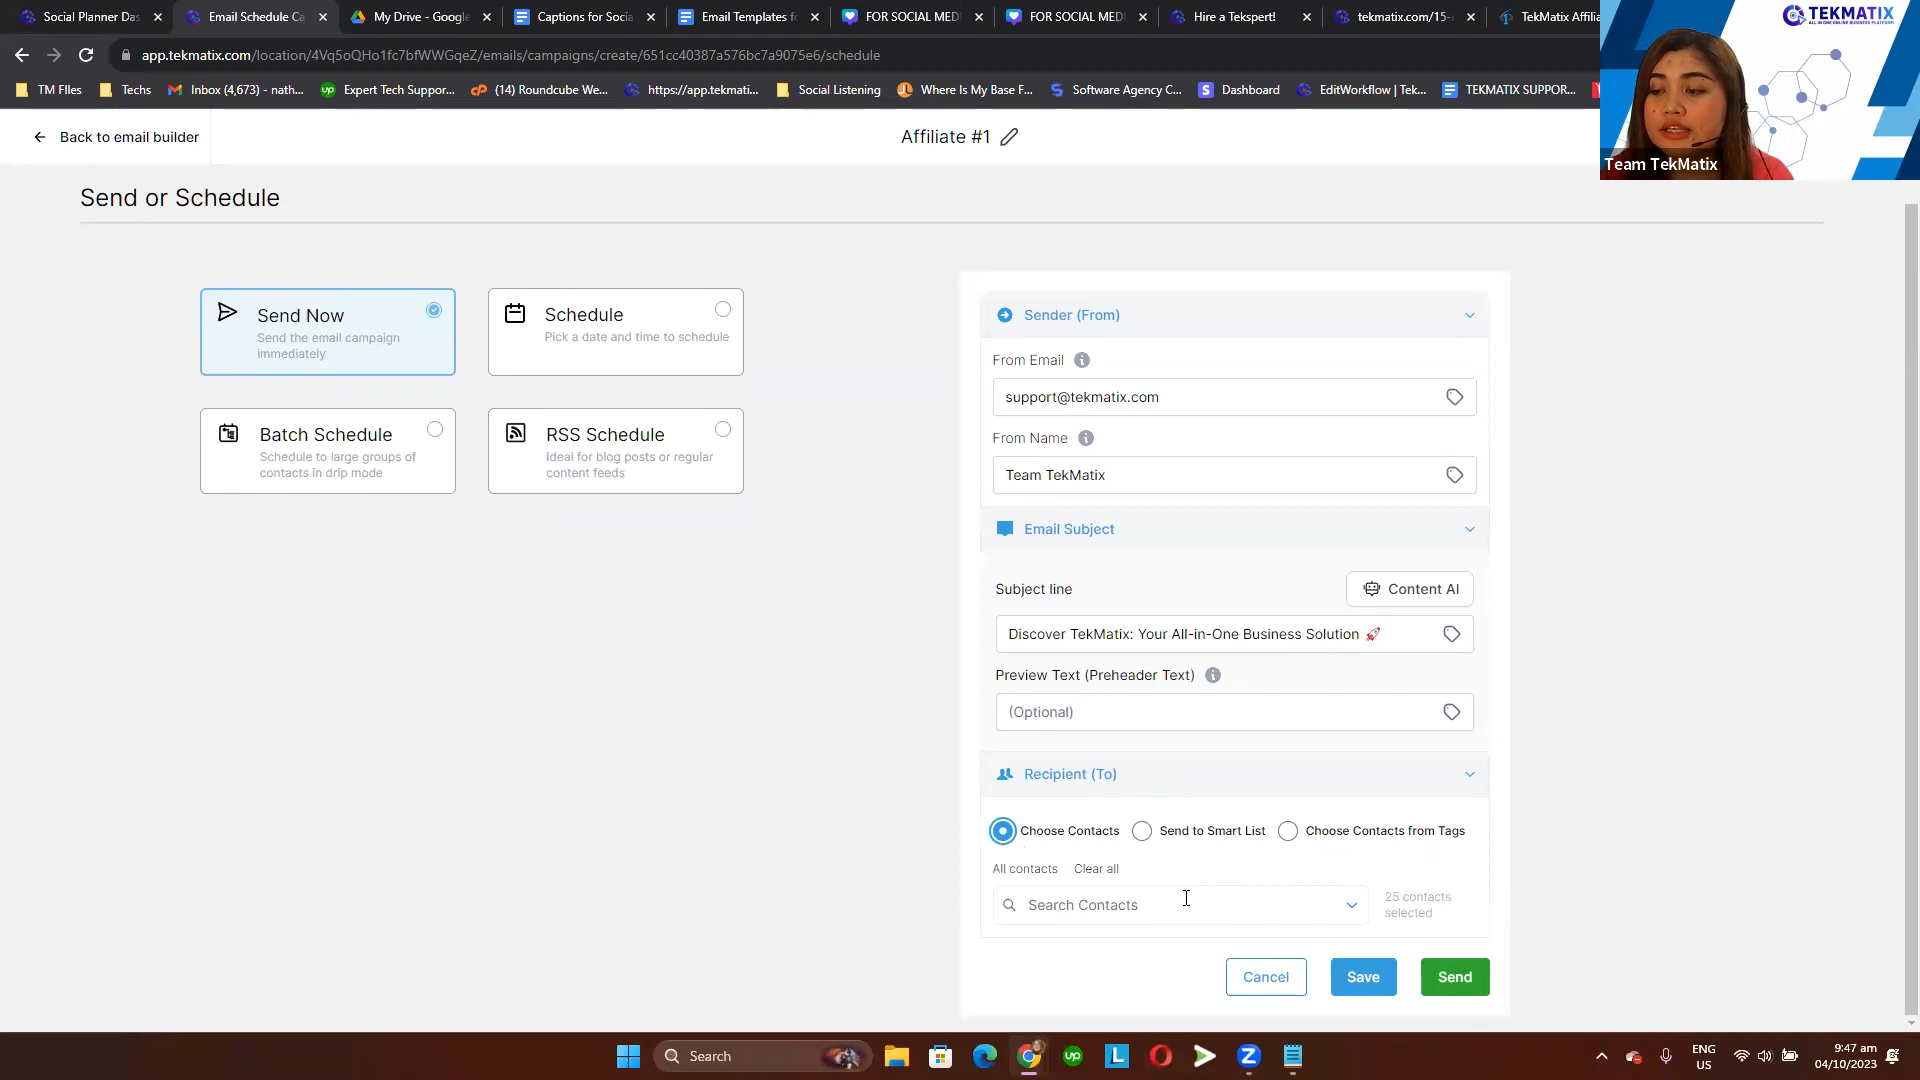 Social Planner Das
Email Schedule Ca
My Drive - Google
Captions for Socia
Email Templates fo
FOR SOCIAL MED
FOR SOCIAL MED
Hire a Tekspert!
tekmatix.com/15-
TekMatix Affilia
app.tekmatix.com/location/4Vq5oQHo1fc7bfWWGqeZ/emails/campaigns/create/651cc40387a576bc7a9075e6/schedule
TM FIles
Techs
Inbox (4,673) - nath...
Expert Tech Suppor...
(14) Roundcube We...
https://app.tekmati...
Social Listening
Where Is My Base F...
Software Agency C...
Dashboard
EditWorkflow | Tek...
TEKMATIX SUPPOR...
TEKMATIX
ALL IN ONE ONLINE BUSINESS PLATFORM
Team TekMatix
Back to email builder
Affiliate #1
Send or Schedule
Send Now
Send the email campaign
immediately
Schedule
Pick a date and time to schedule
Batch Schedule
Schedule to large groups of
contacts in drip mode
RSS Schedule
Ideal for blog posts or regular
content feeds
Sender (From)
From Email
support@tekmatix.com
From Name
Team TekMatix
Email Subject
Subject line
Content AI
Discover TekMatix: Your All-in-One Business Solution 🚀
Preview Text (Preheader Text)
(Optional)
Recipient (To)
Choose Contacts
Send to Smart List
Choose Contacts from Tags
All contacts
Clear all
Search Contacts
25 contacts
selected
Cancel
Save
Send
Search
ENG
US
9:47 am
04/10/2023